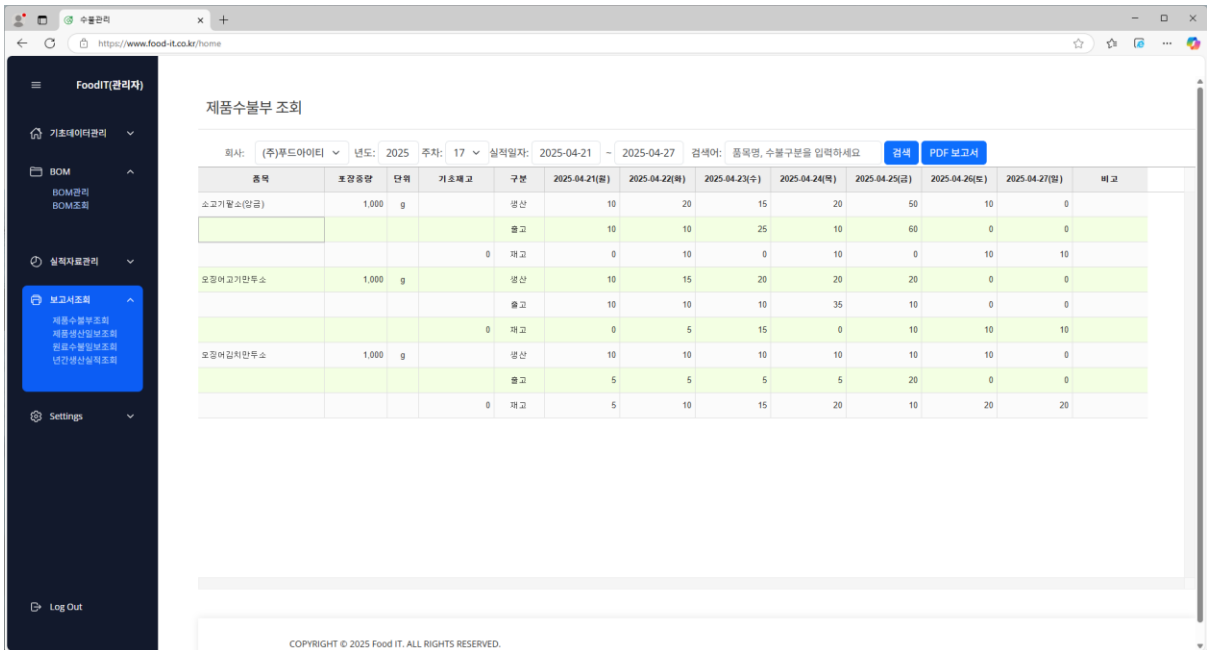 수불관리
https://www.food-it.co.kr/home
FoodIT(관리자)
기초데이터관리
BOM
BOM관리
BOM조회
실적자료관리
보고서조회
제품수불부조회
제품생산일보조회
원료수불일보조회
년간생산실적조회
Settings
Log Out
제품수불부 조회
회사: (주)푸드아이티 년도: 2025 주차: 17 실적일자: 2025-04-21 ~ 2025-04-27 검색어: 품목명, 수불구분을 입력하세요 검색 PDF 보고서
품목 포장중량 단위 기초재고 구분 2025-04-21(월) 2025-04-22(화) 2025-04-23(수) 2025-04-24(목) 2025-04-25(금) 2025-04-26(토) 2025-04-27(일) 비고
소고기팥소(앙금) 1,000 g 생산 10 20 15 20 50 10 0
출고 10 10 25 10 60 0 0
0 재고 0 10 0 10 0 10 10
오징어고기만두소 1,000 g 생산 10 15 20 20 20 0 0
출고 10 10 10 35 10 0 0
0 재고 0 5 15 0 10 10 10
오징어김치만두소 1,000 g 생산 10 10 10 10 10 10 0
출고 5 5 5 5 20 0 0
0 재고 5 10 15 20 10 20 20
COPYRIGHT © 2025 Food IT. ALL RIGHTS RESERVED.